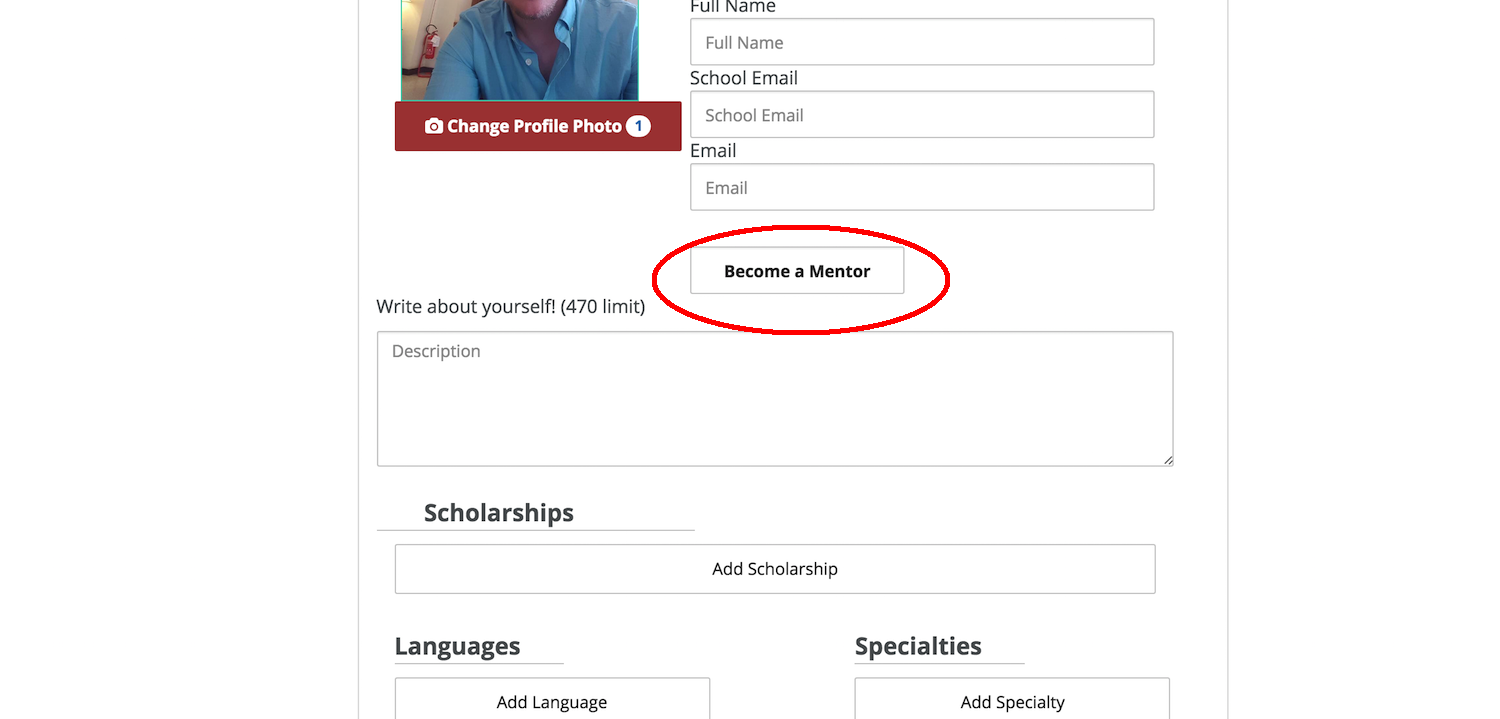 Full Name
Full Name
School Email
School Email
Email
Email
Change Profile Photo 1
Become a Mentor
Write about yourself! (470 limit)
Description
Scholarships
Add Scholarship
Languages
Specialties
Add Language
Add Specialty